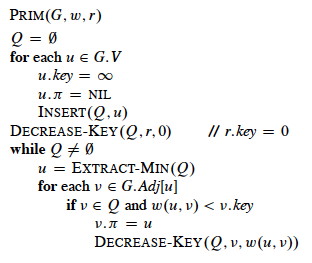 PRIM(G, w, r)
Q = ∅
for each u ∈ G.V
u.key = ∞
u.π = NIL
INSERT(Q, u)
DECREASE-KEY(Q, r, 0) // r.key = 0
while Q ≠ ∅
u = EXTRACT-MIN(Q)
for each v ∈ G.Adj[u]
if v ∈ Q and w(u, v) < v.key
v.π = u
DECREASE-KEY(Q, v, w(u, v))